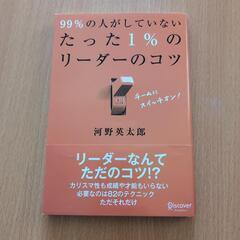 99%の人がしていない
たった1%の
リーダーのコツ
チームに
スイッチオン!
河野英太郎
リーダーなんて
ただのコツ!?
カリスマ性も成績や才能もいらない
必要なのは82のテクニック
ただそれだけ
Discover